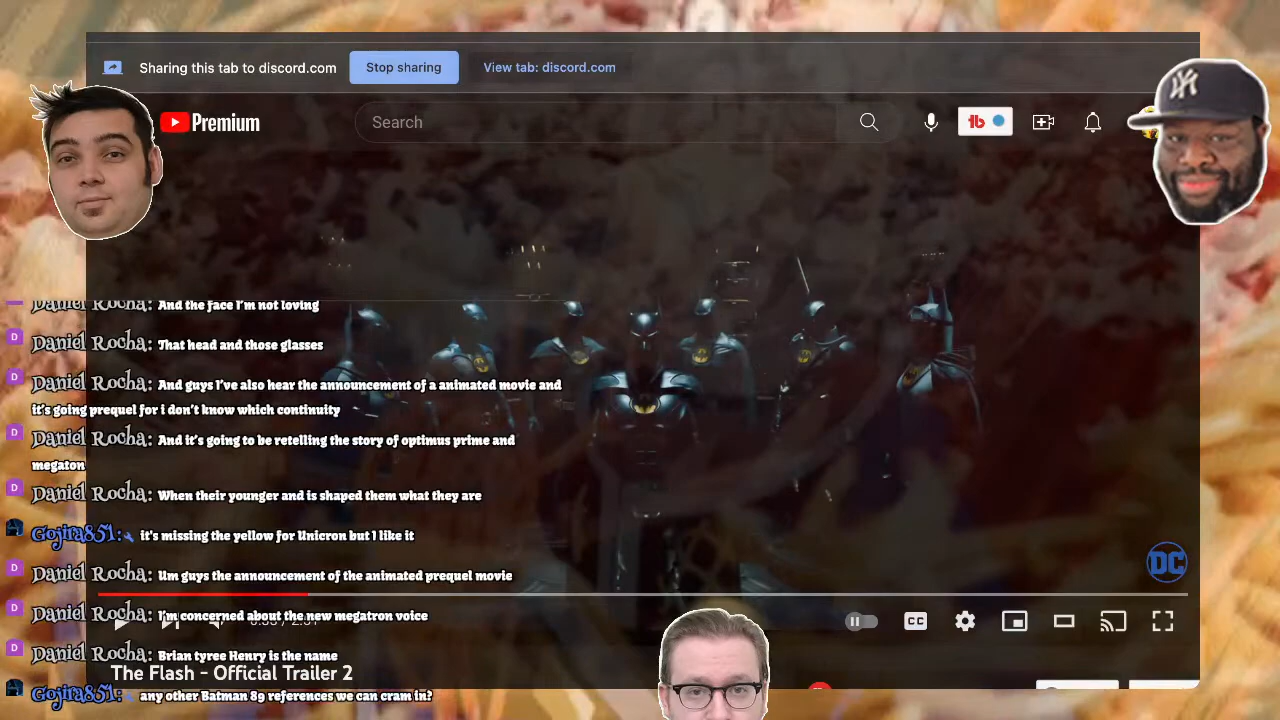 Sharing this tab to discord.com
Stop sharing
View tab: discord.com
Premium
Search
Daniel Rocha: And the face I'm not loving
D
Daniel Rocha: That head and those glasses
D
Daniel Rocha: And guys I've also hear the announcement of a animated movie and
it's going prequel for i don't know which continuity
D
Daniel Rocha: And it's going to be retelling the story of optimus prime and
megaton
D
Daniel Rocha: When their younger and is shaped them what they are
Gojira851: it's missing the yellow for Unicron but I like it
D
Daniel Rocha: Um guys the announcement of the animated prequel movie
DC
D
Daniel Rocha: I'm concerned about the new megatron voice
CC
D
Daniel Rocha: Brian tyree Henry is the name
The Flash - Official Trailer 2
Gojira851: any other Batman 89 references we can cram in?